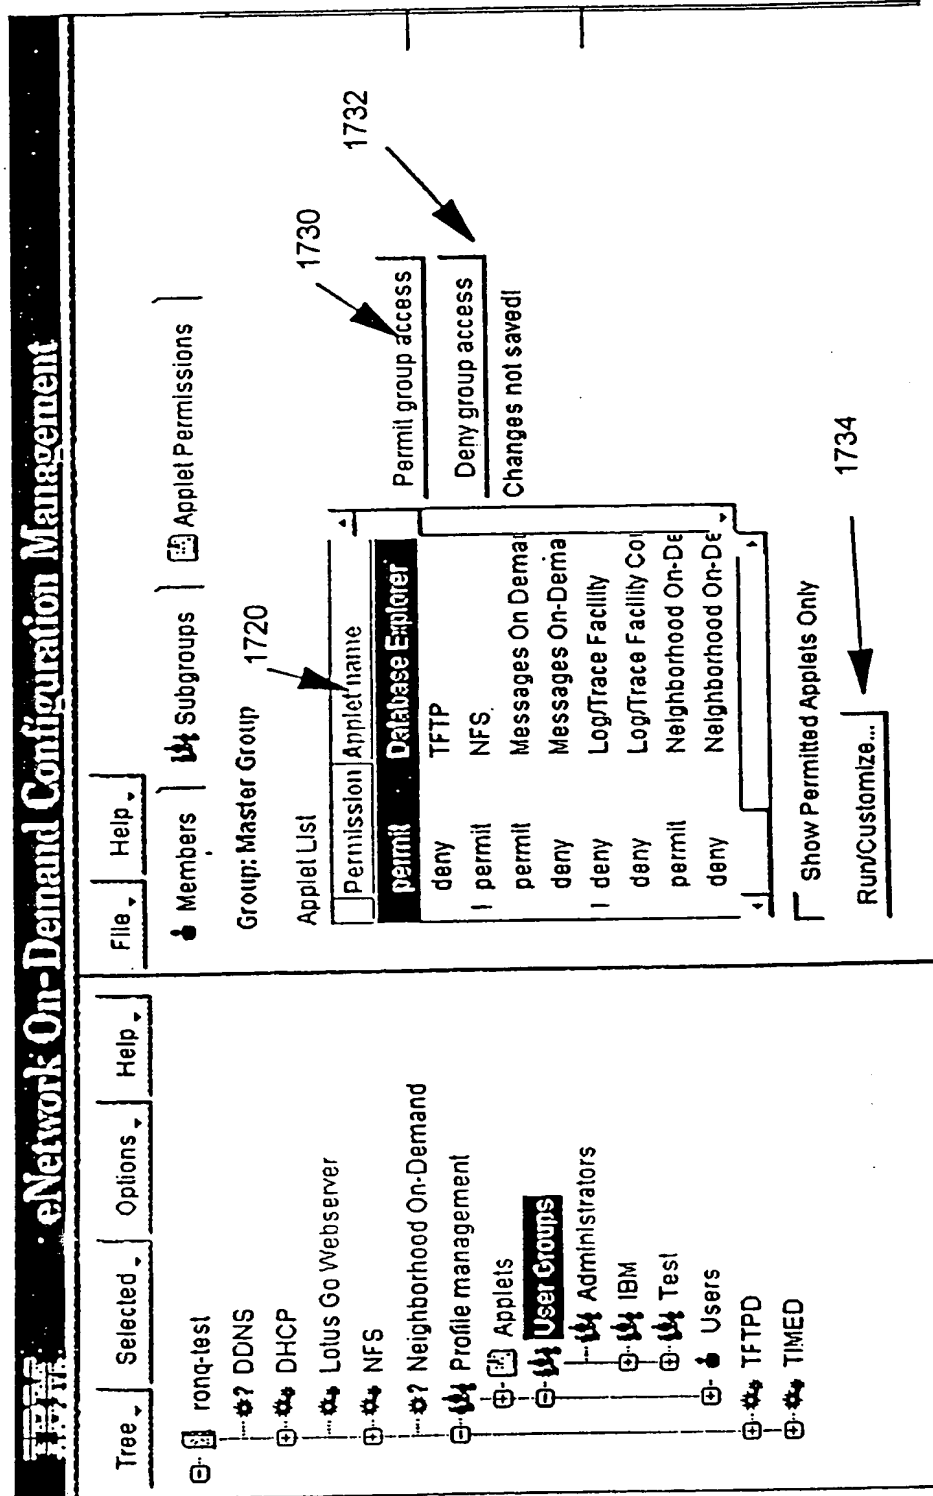 IBM eNetwork On-Demand Configuration Management
Tree Selected Options Help
ronq-test
? DDNS
DHCP
Lotus Go Webserver
NFS
? Neighborhood On-Demand
Profile management
Applets
User Groups
Administrators
IBM
Test
Users
TFTPD
TIMED
File Help
Members Subgroups Applet Permissions
Group: Master Group
1720
Applet List
Permission Applet name
permit Database Explorer
deny TFTP
I permit NFS
permit Messages On Demar
deny Messages On-Dema
I deny Log/Trace Facility
deny Log/Trace Facility Cor
permit Neighborhood On-De
deny Neighborhood On-De
Permit group access
1730
Deny group access
1732
Changes not saved!
Show Permitted Applets Only
Run/Customize...
1734